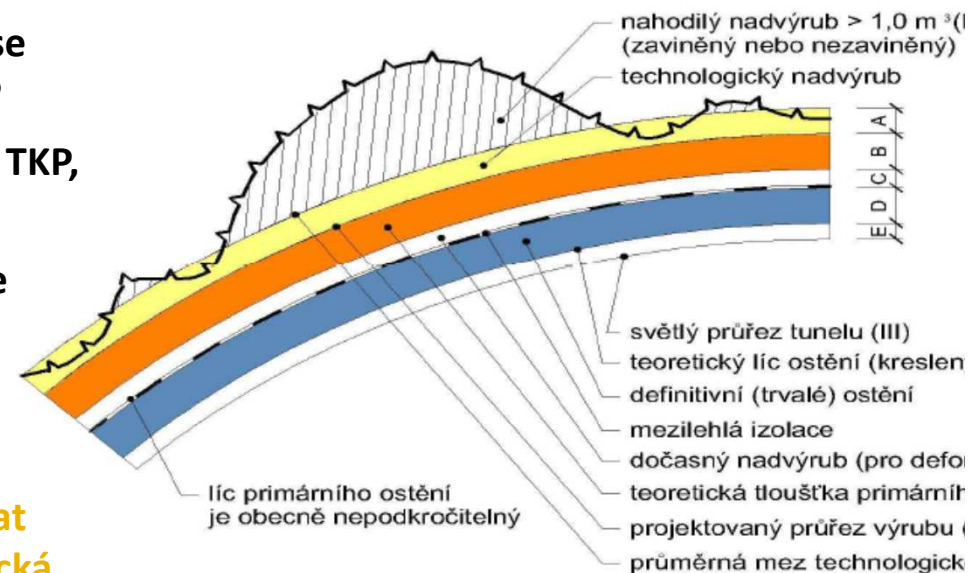 se
TKP,
e
at
cká
nahodilý nadvýrub > 1,0 m ³(
(zaviněný nebo nezaviněný)
technologický nadvýrub
A
B
C
D
E
světlý průřez tunelu (III)
teoretický líc ostění (kreslen
definitivní (trvalé) ostění
mezilehlá izolace
dočasný nadvýrub (pro defor
teoretická tloušťka primárníh
projektovaný průřez výrubu (
průměrná mez technologick
líc primárního ostění
je obecně nepodkročitelný